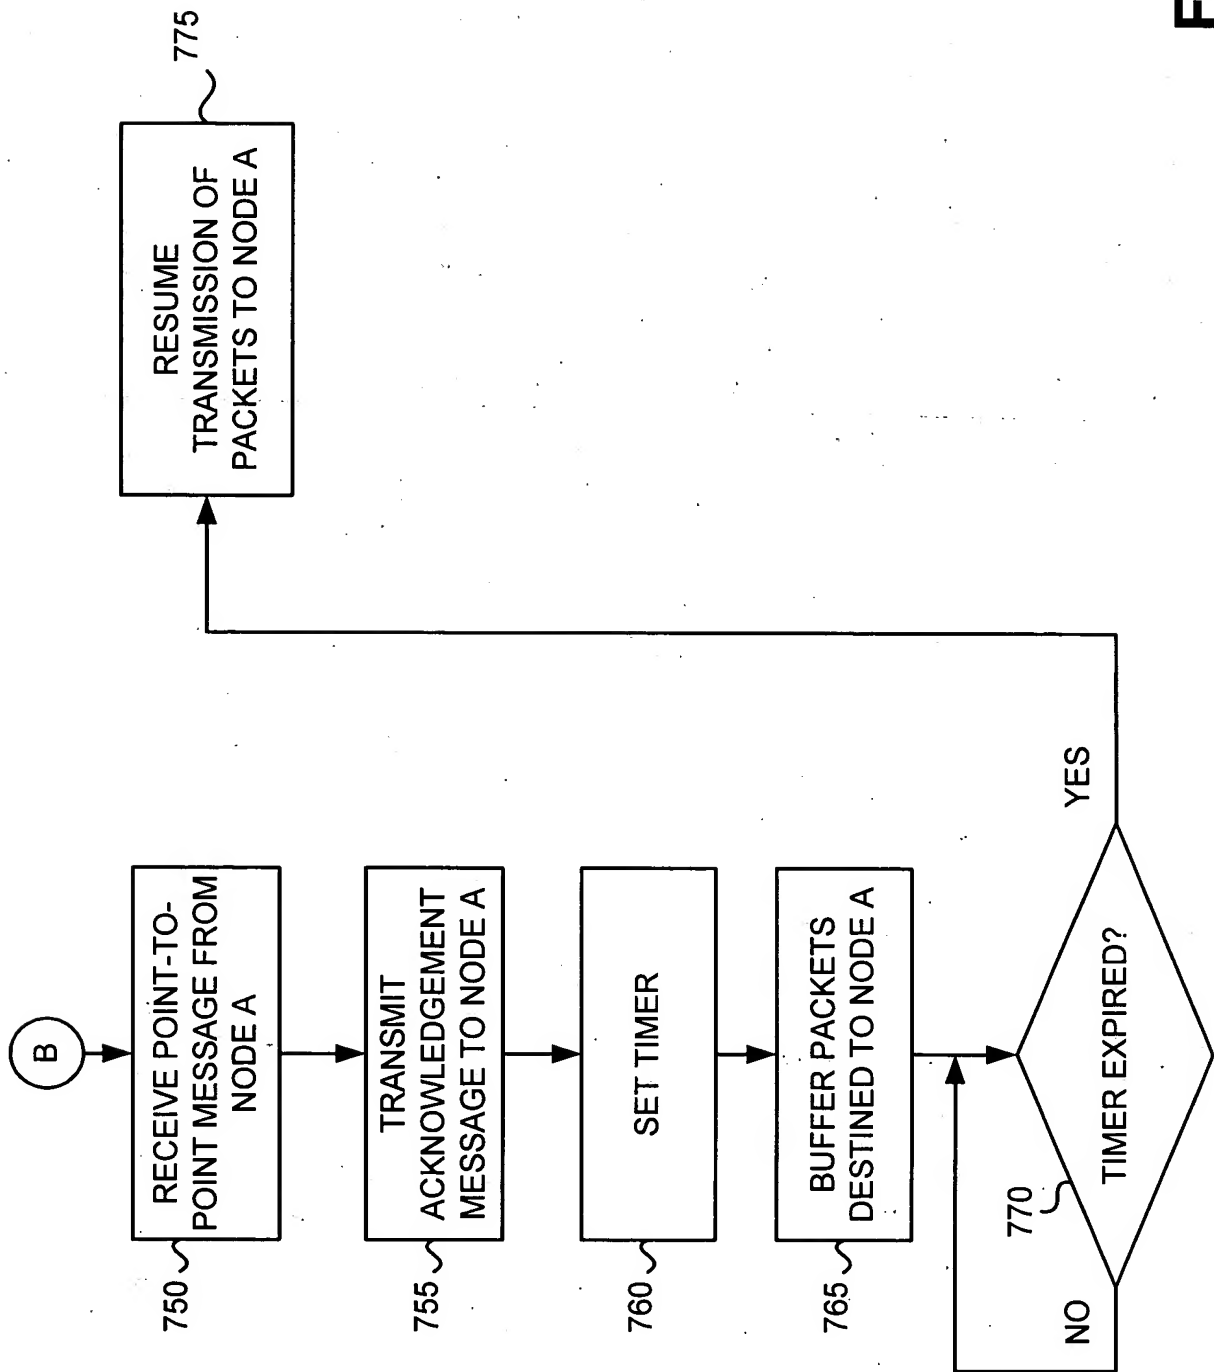 B
750
RECEIVE POINT-TO-
POINT MESSAGE FROM
NODE A
755
TRANSMIT
ACKNOWLEDGEMENT
MESSAGE TO NODE A
760
SET TIMER
765
BUFFER PACKETS
DESTINED TO NODE A
770
TIMER EXPIRED?
NO
YES
RESUME
TRANSMISSION OF
PACKETS TO NODE A
775
F